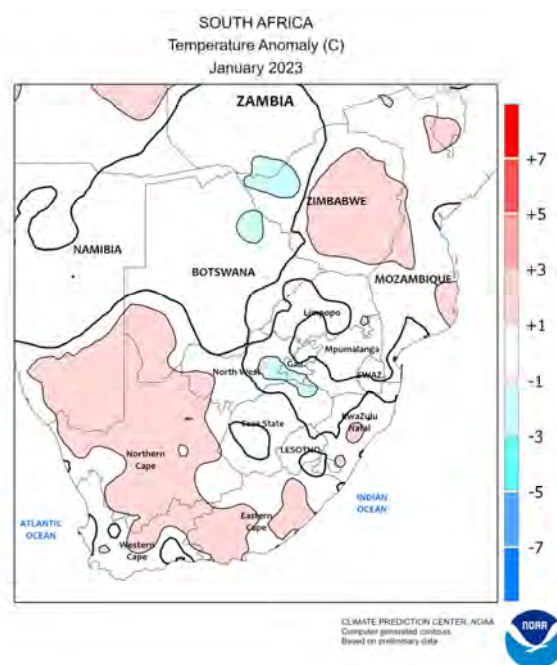 SOUTH AFRICA
Temperature Anomaly (C)
January 2023
ZAMBIA
ZIMBABWE
NAMIBIA
BOTSWANA
MOZAMBIQUE
Limpopo
Mpumalanga
North West
SWAZ.
KwaZulu
Natal
Free State
LESOTHO
Northern
Cape
Eastern
Cape
Western
Cape
ATLANTIC
OCEAN
INDIAN
OCEAN
+7
+5
+3
+1
-1
-3
-5
-7
CLIMATE PREDICTION CENTER, NOAA
Computer generated contours
Based on preliminary data
NOAA